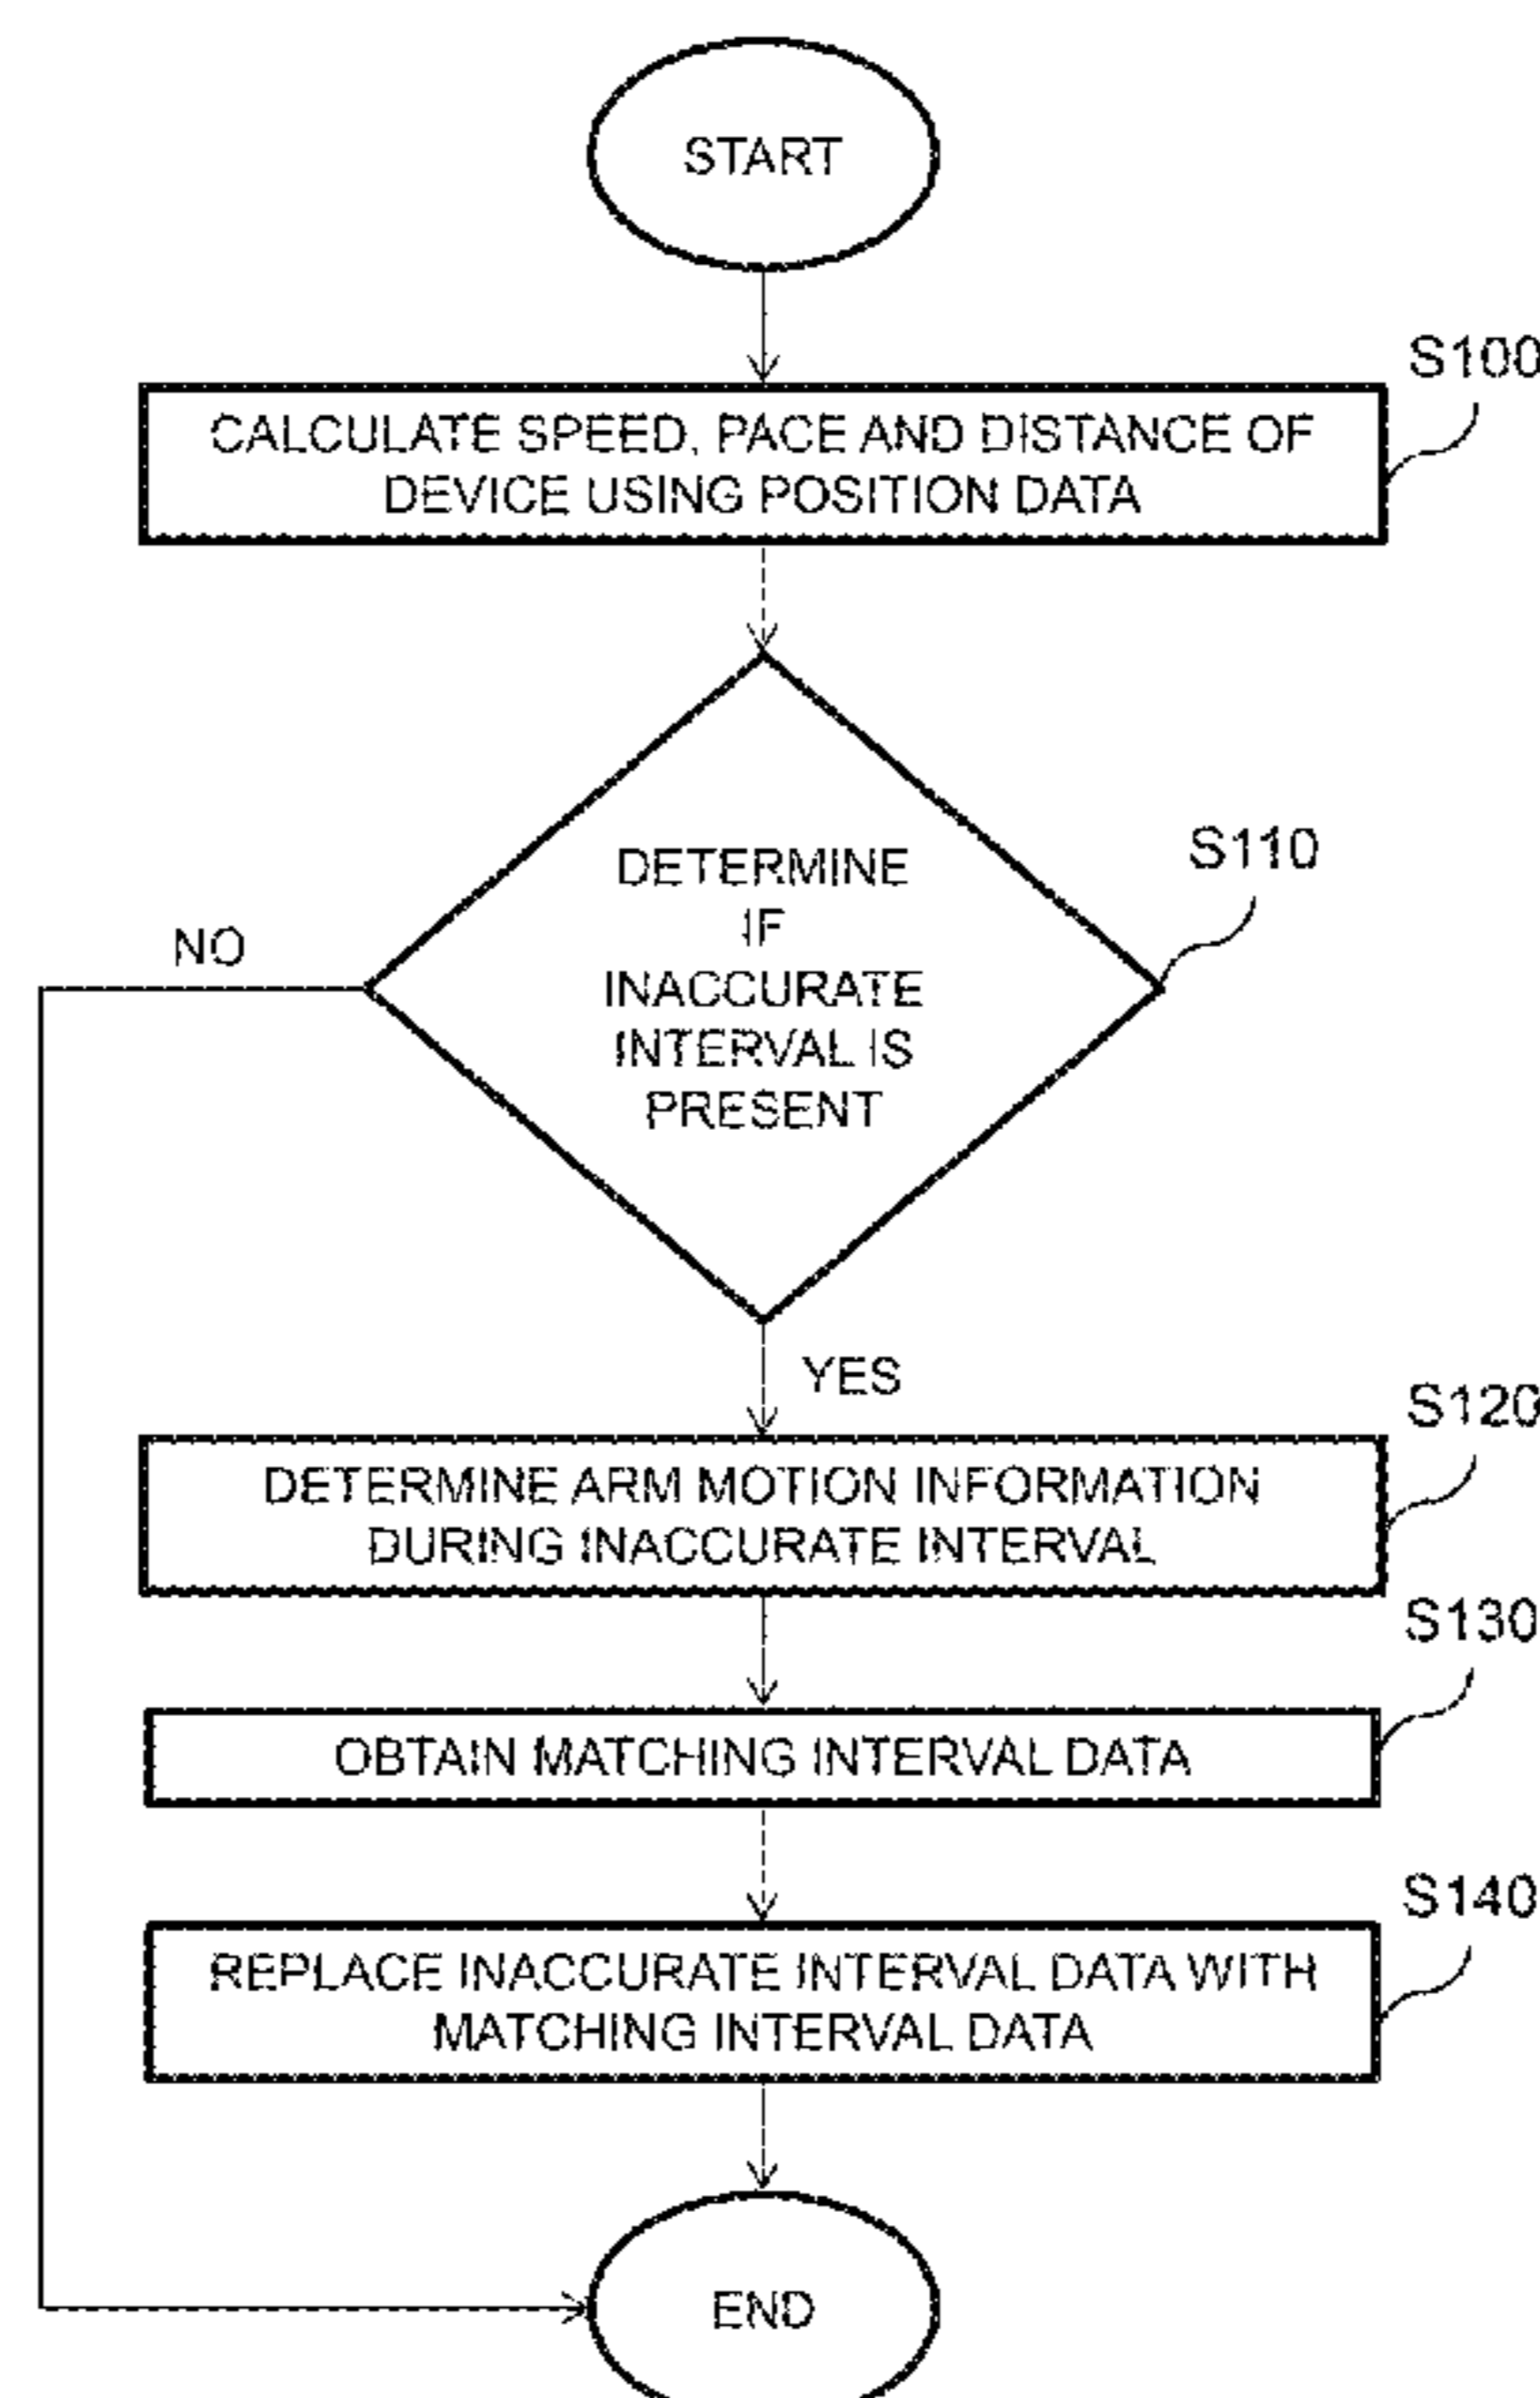 START
S100
CALCULATE SPEED, PACE AND DISTANCE OF
DEVICE USING POSITION DATA
DETERMINE
IF
INACCURATE
INTERVAL IS
PRESENT
S110
NO
YES
S120
DETERMINE ARM MOTION INFORMATION
DURING INACCURATE INTERVAL
S130
OBTAIN MATCHING INTERVAL DATA
S140
REPLACE INACCURATE INTERVAL DATA WITH
MATCHING INTERVAL DATA
END